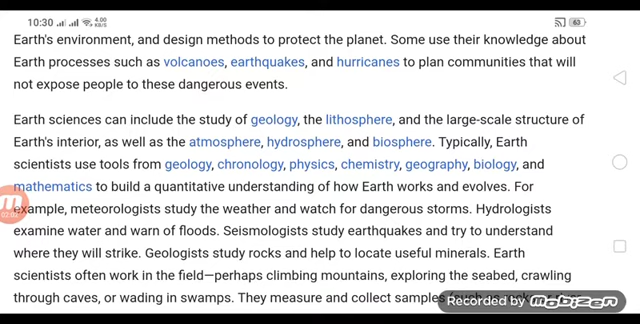 10:30 4.00 KB/S 63
Earth's environment, and design methods to protect the planet. Some use their knowledge about
Earth processes such as volcanoes, earthquakes, and hurricanes to plan communities that will
not expose people to these dangerous events.
Earth sciences can include the study of geology, the lithosphere, and the large-scale structure of
Earth's interior, as well as the atmosphere, hydrosphere, and biosphere. Typically, Earth
scientists use tools from geology, chronology, physics, chemistry, geography, biology, and
mathematics to build a quantitative understanding of how Earth works and evolves. For
example, meteorologists study the weather and watch for dangerous storms. Hydrologists
examine water and warn of floods. Seismologists study earthquakes and try to understand
where they will strike. Geologists study rocks and help to locate useful minerals. Earth
scientists often work in the field—perhaps climbing mountains, exploring the seabed, crawling
through caves, or wading in swamps. They measure and collect samples
Recorded by mobizen